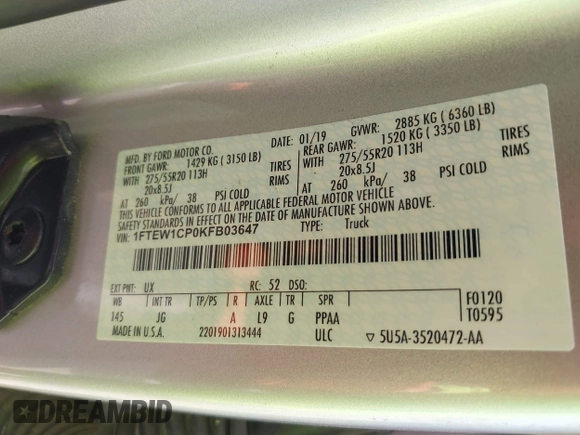 MFD. BY FORD MOTOR CO. DATE: 01/19 GVWR: 2885 KG ( 6360 LB)
FRONT GAWR: 1429 KG ( 3150 LB) REAR GAWR: 1520 KG ( 3350 LB)
WITH 275/55R20 113H TIRES WITH 275/55R20 113H TIRES
20x8.5J RIMS 20x8.5J RIMS
AT 260 kPa/ 38 PSI COLD AT 260 kPa/ 38 PSI COLD
THIS VEHICLE CONFORMS TO ALL APPLICABLE FEDERAL MOTOR VEHICLE
SAFETY STANDARDS IN EFFECT ON THE DATE OF MANUFACTURE SHOWN ABOVE.
VIN: 1FTEW1CP0KFB03647 TYPE: Truck
EXT PNT: UX RC: 52 DSO:
WB INT TR TP/PS R AXLE TR SPR F0120
145 JG A L9 G PPAA T0595
MADE IN U.S.A. 2201901313444 ULC ▽ 5U5A-3520472-AA
DREAMBID